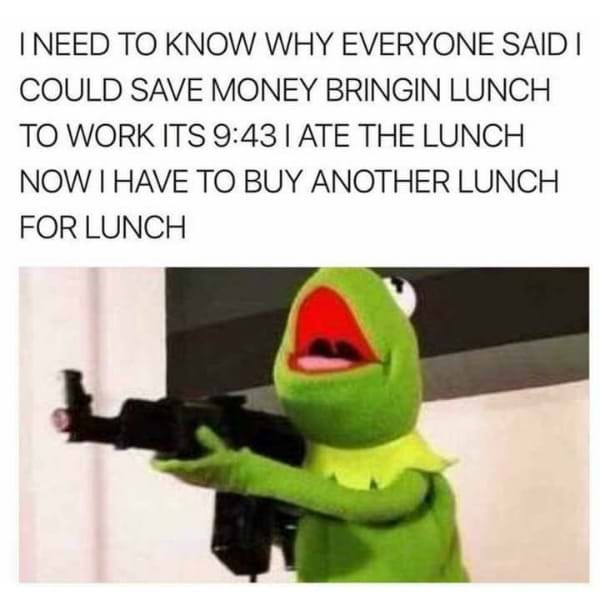 I NEED TO KNOW WHY EVERYONE SAID I
COULD SAVE MONEY BRINGIN LUNCH
TO WORK ITS 9:43 I ATE THE LUNCH
NOW I HAVE TO BUY ANOTHER LUNCH
FOR LUNCH